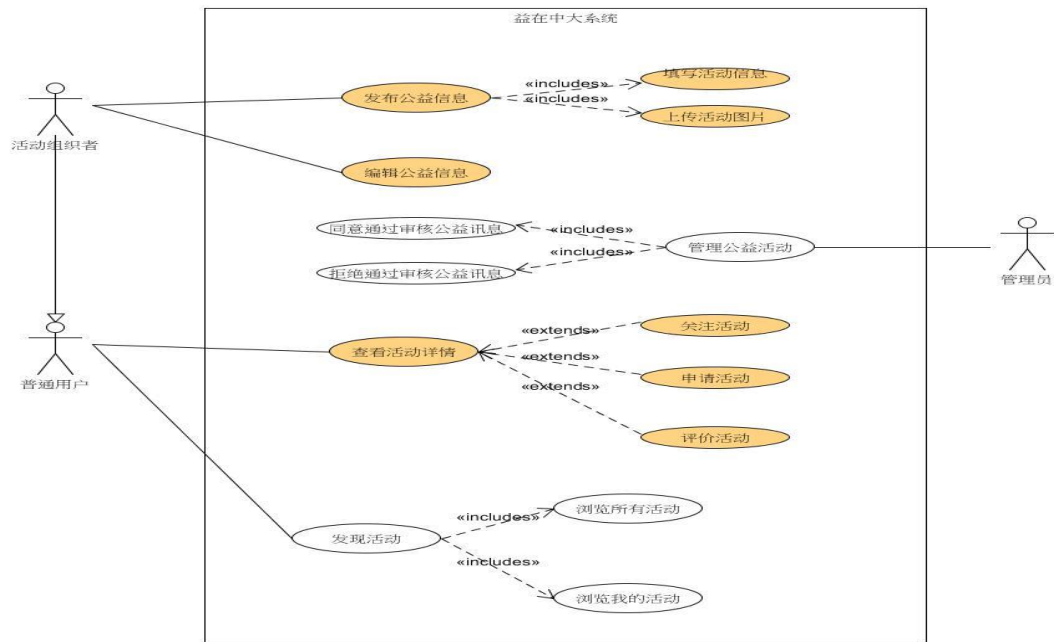 益在中大系统
填写活动信息
«includes»
发布公益信息
«includes»
上传活动图片
活动组织者
编辑公益信息
同意通过审核公益讯息
«includes»
管理公益活动
«includes»
拒绝通过审核公益讯息
管理员
关注活动
«extends»
查看活动详情
«extends»
申请活动
普通用户
«extends»
评价活动
浏览所有活动
«includes»
发现活动
«includes»
浏览我的活动